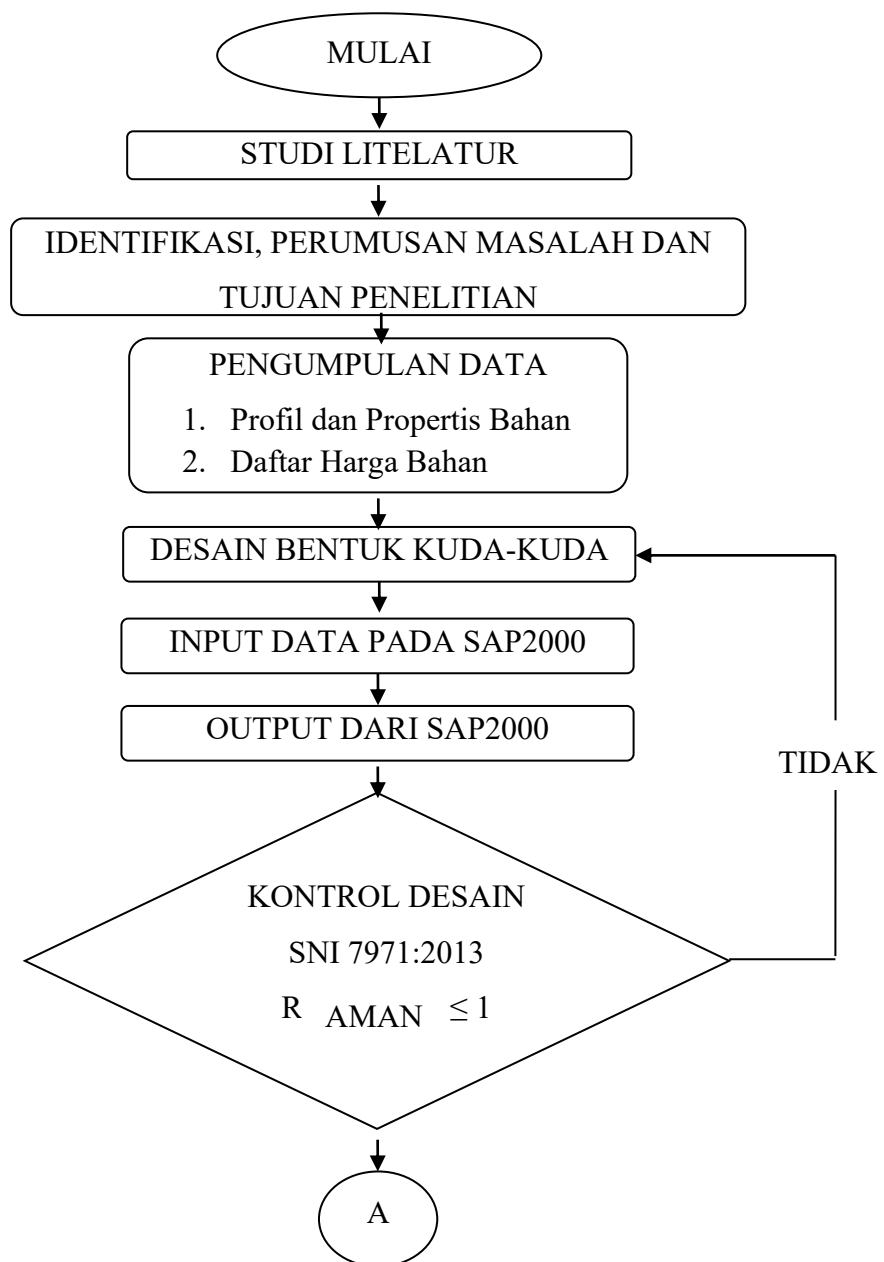 MULAI
STUDI LITELATUR
IDENTIFIKASI, PERUMUSAN MASALAH DAN
TUJUAN PENELITIAN
PENGUMPULAN DATA
1. Profil dan Propertis Bahan
2. Daftar Harga Bahan
DESAIN BENTUK KUDA-KUDA
INPUT DATA PADA SAP2000
OUTPUT DARI SAP2000
TIDAK
KONTROL DESAIN
SNI 7971:2013
R AMAN ≤ 1
A